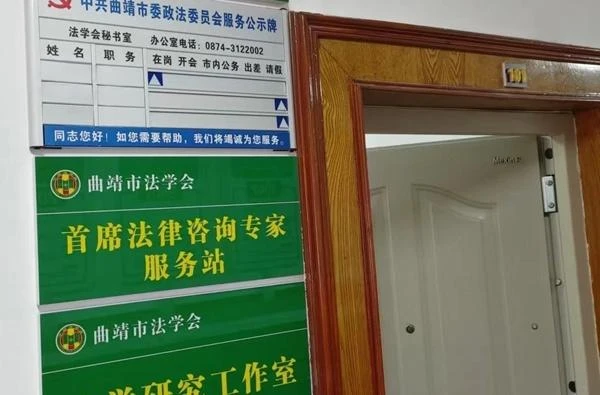 中共曲靖市委政法委员会服务公示牌
法学会秘书室 办公室电话:0874-3122002
姓名 职务 在岗 开会 市内公务 出差 请假
同志您好!如您需要帮助,我们将竭诚为您服务。
曲靖市法学会
首席法律咨询专家
服务站
曲靖市法学会
学研究工作室
101